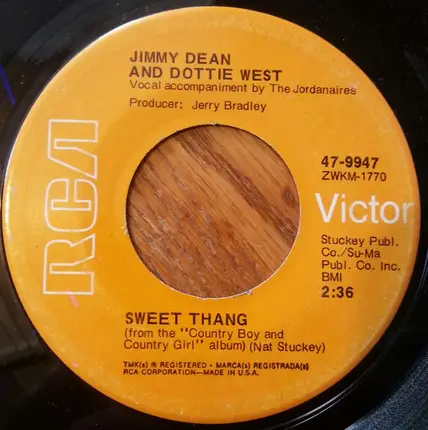 JIMMY DEAN
AND DOTTIE WEST
Vocal accompaniment by The Jordanaires
Producer: Jerry Bradley
RCA
47-9947
ZWKM-1770
Victor
Stuckey Publ.
Co./Su-Ma
Publ. Co. Inc.
BMI
2:36
SWEET THANG
(from the "Country Boy and
Country Girl" album) (Nat Stuckey)
TMK(s) ® REGISTERED • MARCA(s) REGISTRADA(s)
RCA CORPORATION—MADE IN U.S.A.